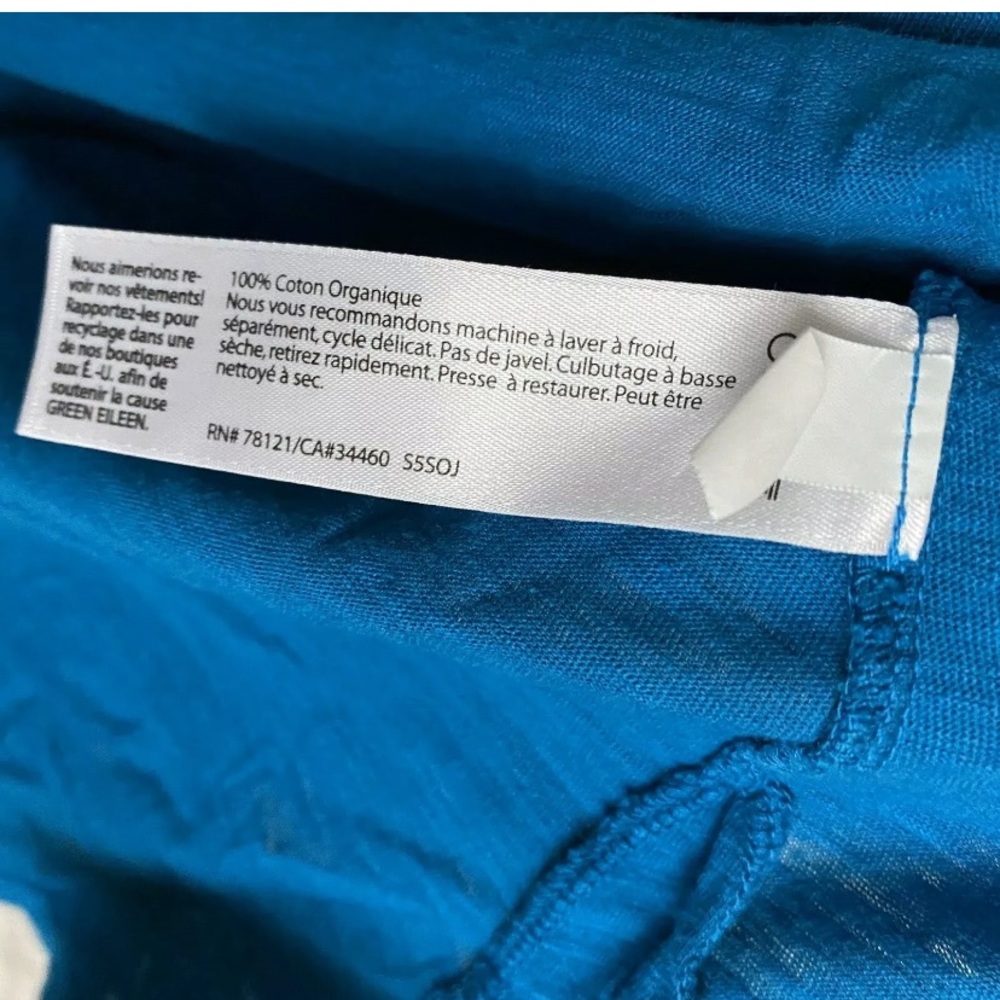 Nous aimerions re-
voir nos vêtements!
Rapportez-les pour
recyclage dans une
de nos boutiques
aux É.-U. afin de
soutenir la cause
GREEN EILEEN.
100% Coton Organique
Nous vous recommandons machine à laver à froid,
séparément, cycle délicat. Pas de javel. Culbutage à basse
sèche, retirez rapidement. Presse à restaurer. Peut être
nettoyé à sec.
RN# 78121/CA#34460 S5SOJ